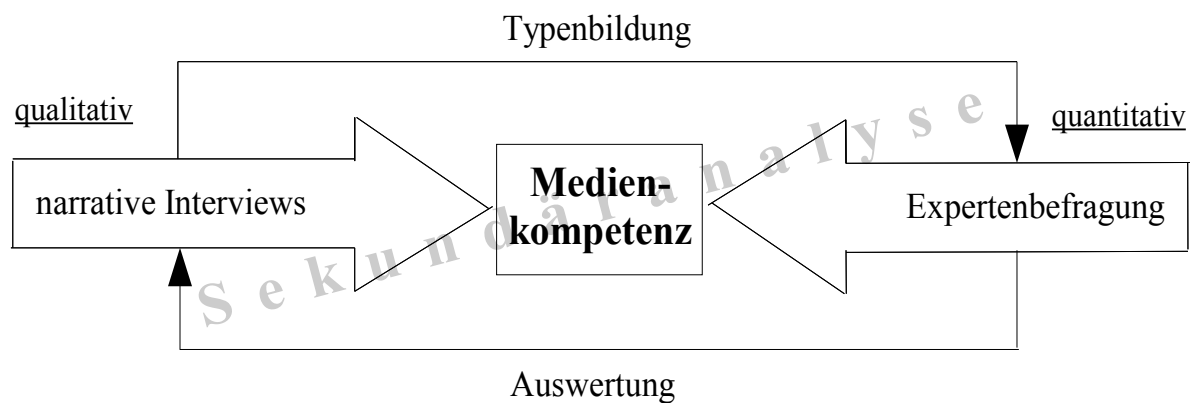 Typenbildung
qualitativ
quantitativ
Sekundäranalyse
narrative Interviews
Medien-
kompetenz
Expertenbefragung
Auswertung